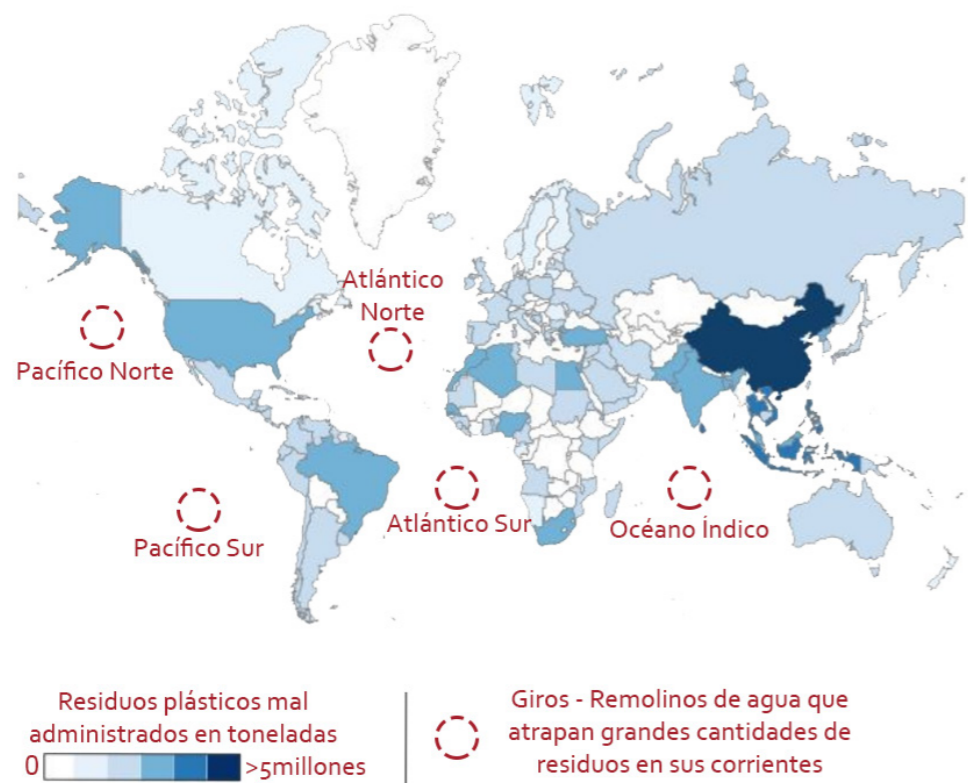 Atlántico
Norte
Pacífico Norte
Pacífico Sur
Atlántico Sur
Océano Índico
Residuos plásticos mal
administrados en toneladas
0
>5millones
Giros - Remolinos de agua que
atrapan grandes cantidades de
residuos en sus corrientes